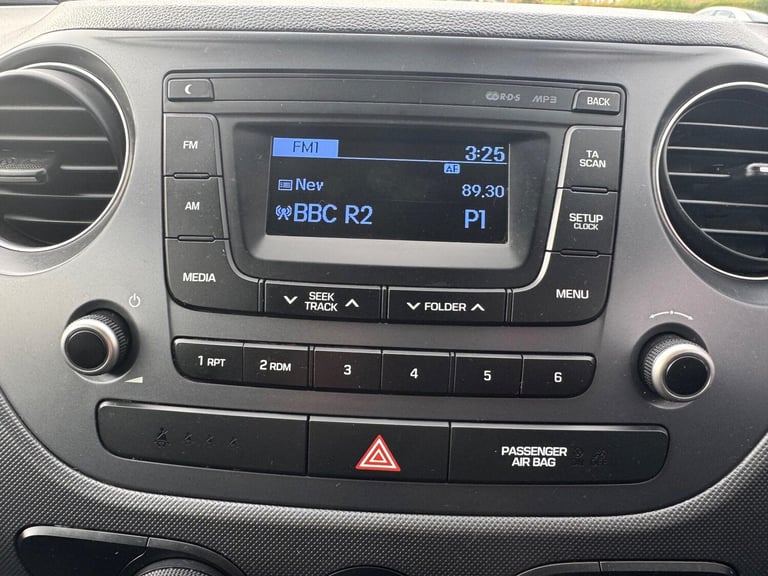 R·D·S MP3 BACK
FM
FM1 3:25
AF
TA
SCAN
Nev 89.30
AM
BBC R2 P1
SETUP
CLOCK
MEDIA
SEEK
TRACK
FOLDER
MENU
1 RPT 2 RDM 3 4 5 6
PASSENGER
AIR BAG